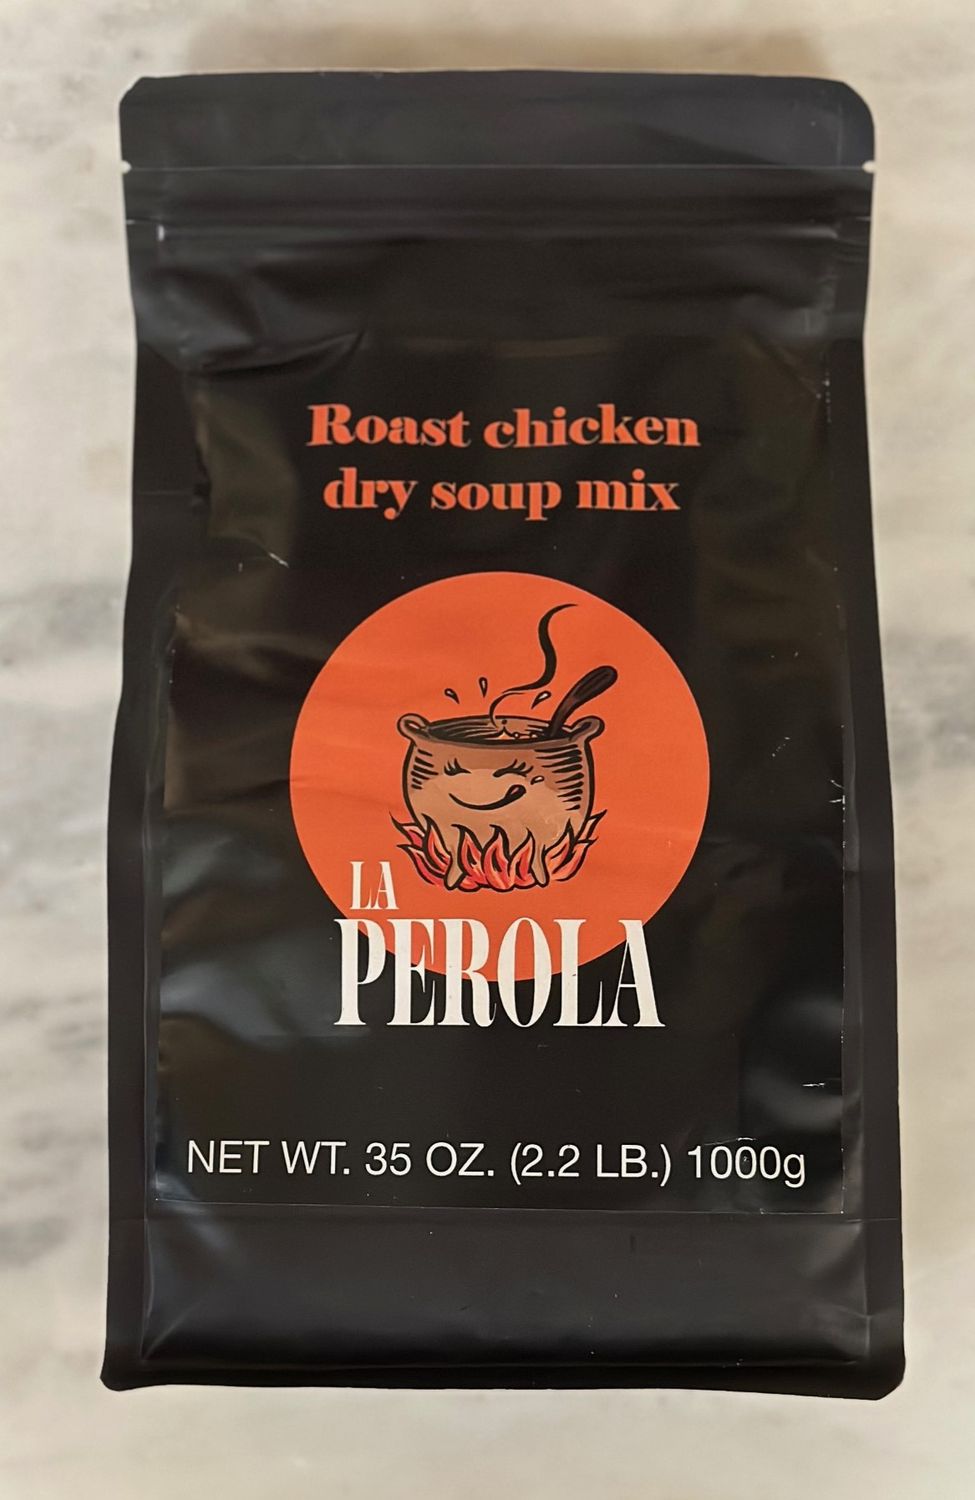 Roast chicken
dry soup mix
LA
PEROLA
NET WT. 35 OZ. (2.2 LB.) 1000g